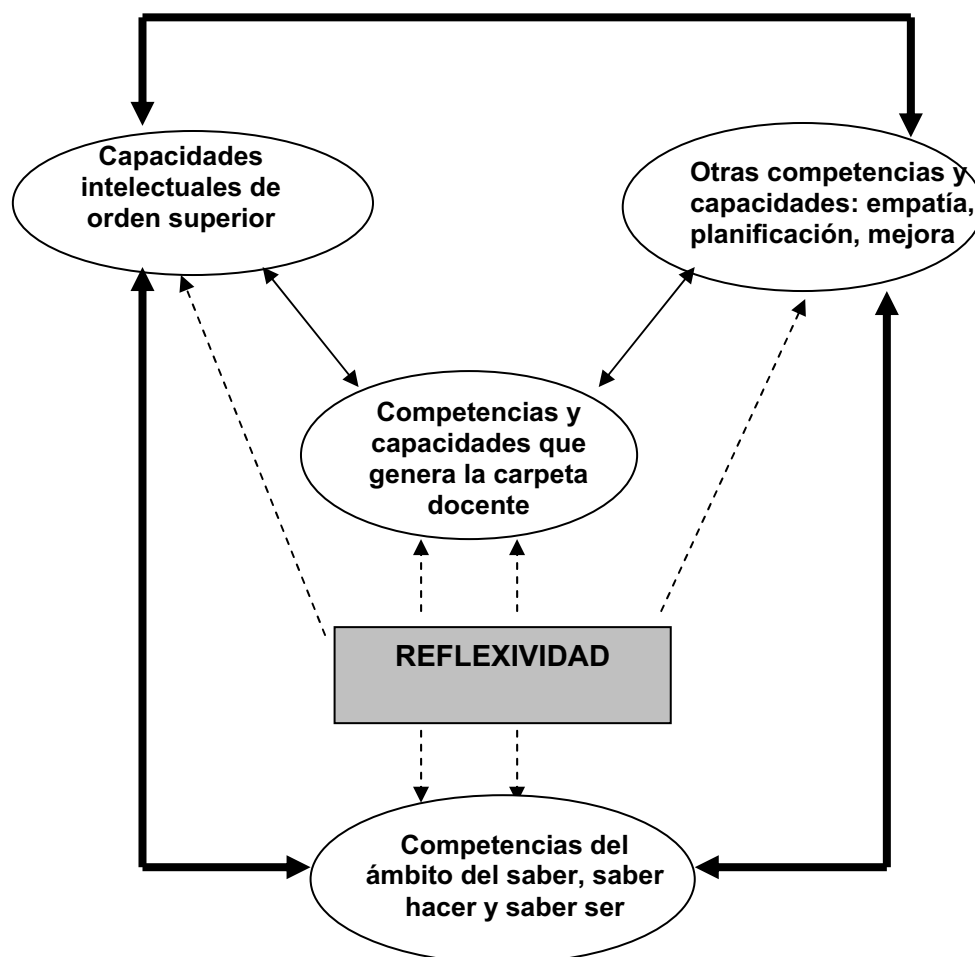 Capacidades
intelectuales de
orden superior
Otras competencias y
capacidades: empatía,
planificación, mejora
Competencias y
capacidades que
genera la carpeta
docente
REFLEXIVIDAD
Competencias del
ámbito del saber, saber
hacer y saber ser